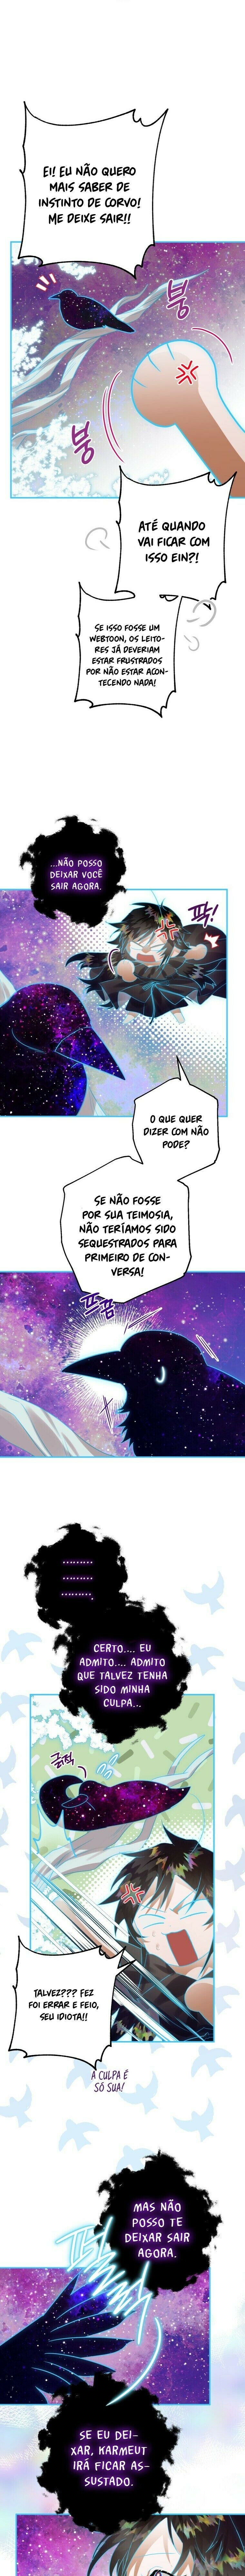 EI! EU NÃO QUERO
MAIS SABER DE
INSTINTO DE CORVO!
ME DEIXE SAIR!!
붕
붕
ATÉ QUANDO
VAI FICAR COM
ISSO EIN?!
SE ISSO FOSSE UM
WEBTOON, OS LEITO-
RES JÁ DEVERIAM
ESTAR FRUSTRADOS
POR NÃO ESTAR ACON-
TECENDO NADA!
...NÃO POSSO
DEIXAR VOCÊ
SAIR AGORA.
꽥!
O QUE QUER
DIZER COM NÃO
PODE?
SE NÃO FOSSE
POR SUA TEIMOSIA,
NÃO TERÍAMOS SIDO
SEQUESTRADOS PARA
PRIMEIRO DE CON-
VERSA!
..........
..........
..........
CERTO.... EU
ADMITO.... ADMITO
QUE TALVEZ TENHA
SIDO MINHA
CULPA...
긁적
TALVEZ??? FEZ
FOI ERRAR E FEIO,
SEU IDIOTA!!
A CULPA É
SÓ SUA!
MAS NÃO
POSSO TE
DEIXAR SAIR
AGORA.
SE EU DEI-
XAR, KARMEUT
IRÁ FICAR AS-
SUSTADO.